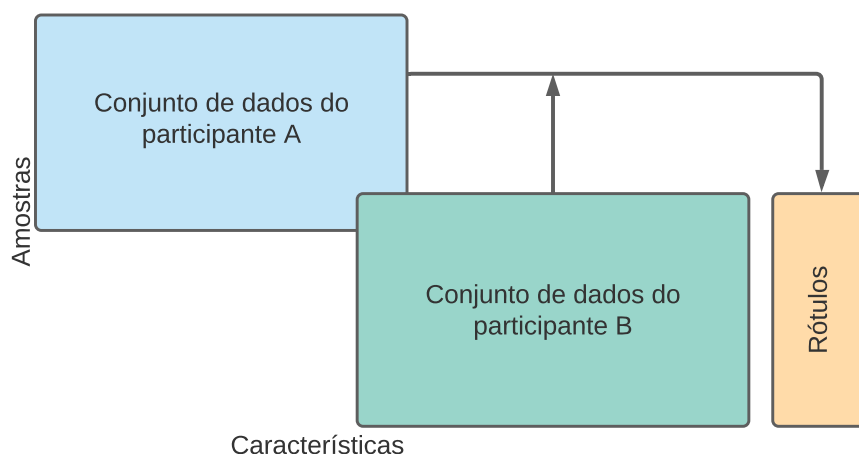 Conjunto de dados do
participante A
Amostras
Conjunto de dados do
participante B
Rótulos
Características